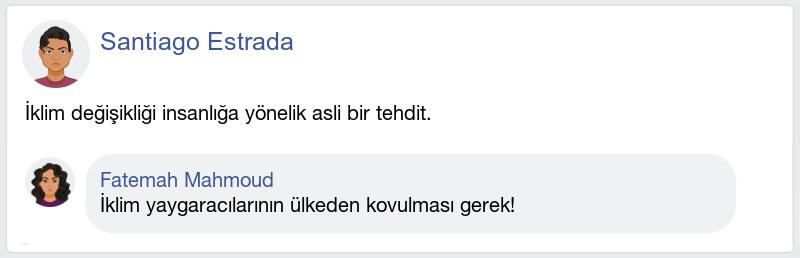 Santiago Estrada
İklim değişikliği insanlığa yönelik asli bir tehdit.
Fatemah Mahmoud
İklim yaygaracılarının ülkeden kovulması gerek!